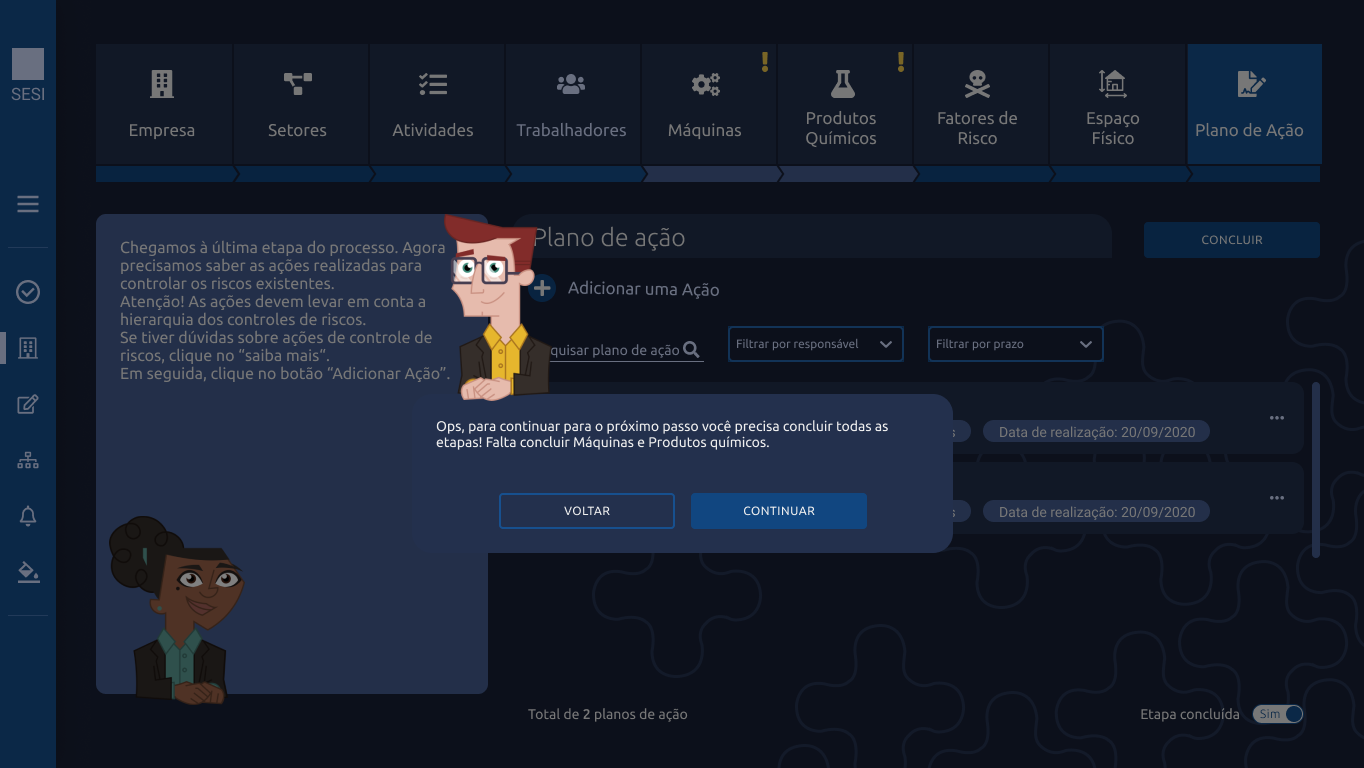 SESI
Empresa
Setores
Atividades
Trabalhadores
Máquinas
Produtos
Químicos
Fatores de
Risco
Espaço
Físico
Plano de Ação
Chegamos à última etapa do processo. Agora
precisamos saber as ações realizadas para
controlar os riscos existentes.
Atenção! As ações devem levar em conta a
hierarquia dos controles de riscos.
Se tiver dúvidas sobre ações de controle de
riscos, clique no “saiba mais”.
Em seguida, clique no botão “Adicionar Ação”.
Plano de ação
CONCLUIR
Adicionar uma Ação
quisar plano de ação
Filtrar por responsável
Filtrar por prazo
Data de realização: 20/09/2020
Ops, para continuar para o próximo passo você precisa concluir todas as
etapas! Falta concluir Máquinas e Produtos químicos.
VOLTAR
CONTINUAR
Data de realização: 20/09/2020
Total de 2 planos de ação
Etapa concluída
Sim